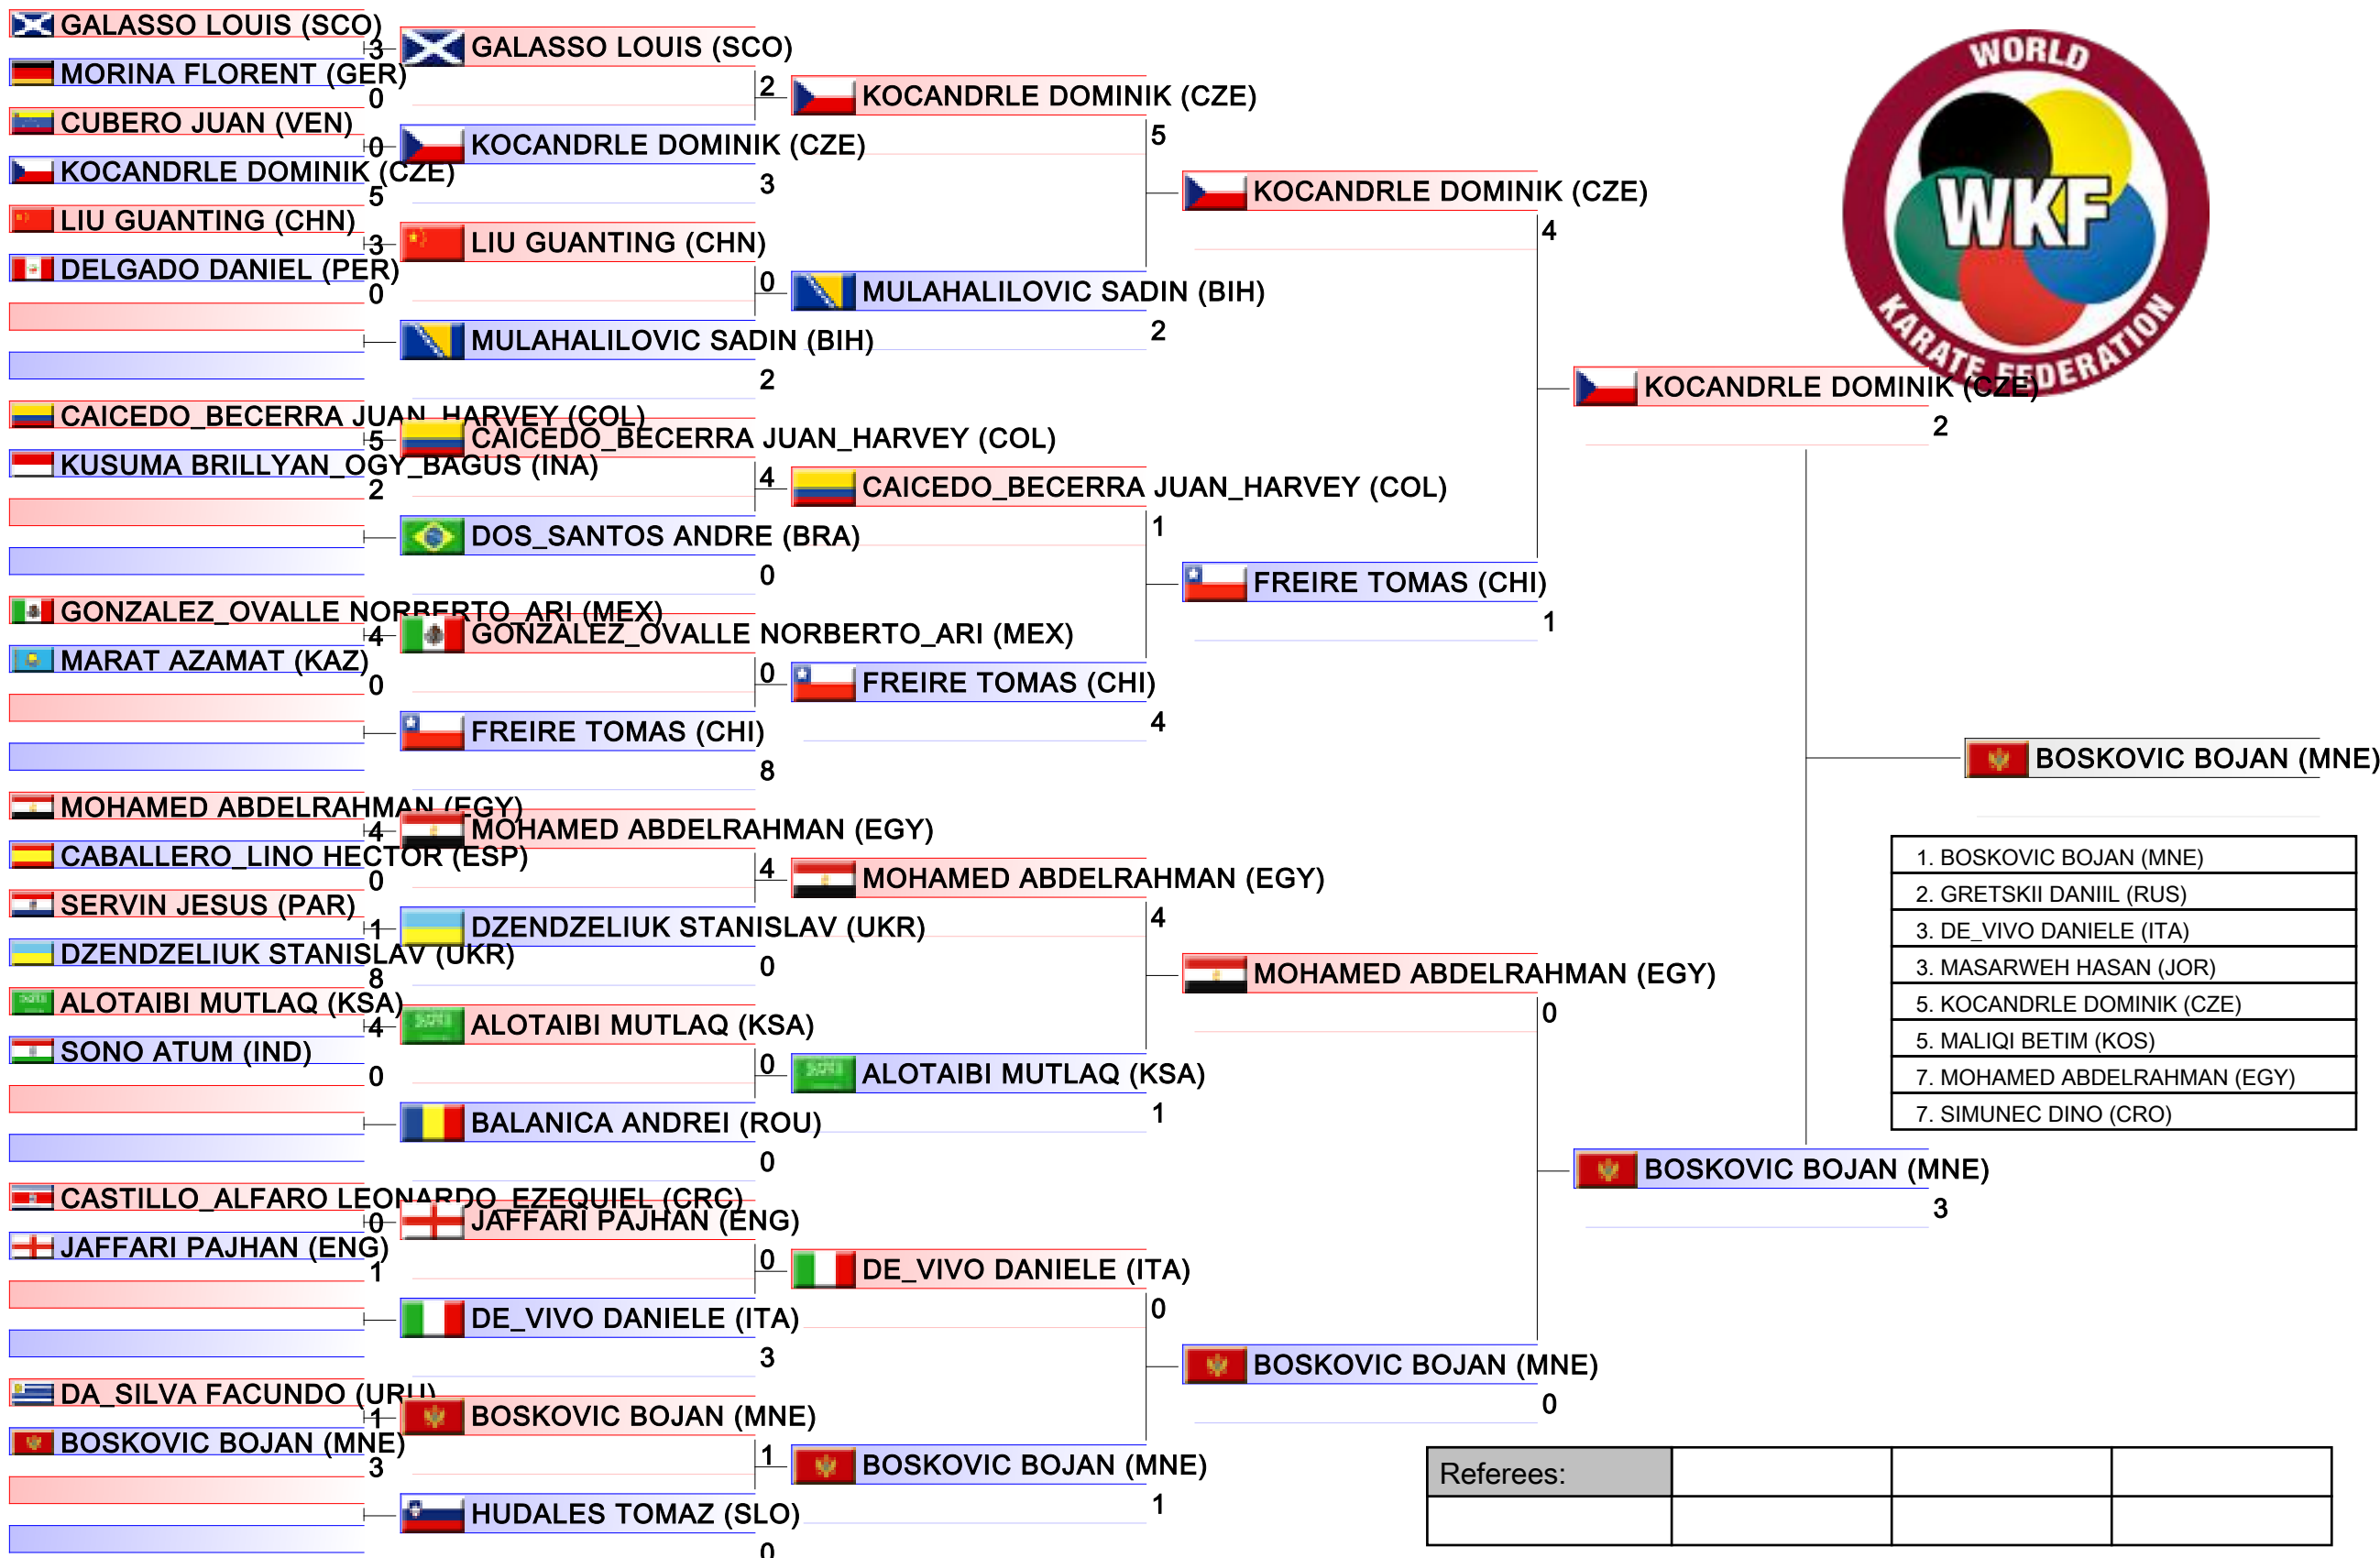 GALASSO LOUIS (SCO)
3
MORINA FLORENT (GER)
0
CUBERO JUAN (VEN)
0
KOCANDRLE DOMINIK (CZE)
5
LIU GUANTING (CHN)
3
DELGADO DANIEL (PER)
0
CAICEDO_BECERRA JUAN_HARVEY (COL)
5
KUSUMA BRILLYAN_OGY_BAGUS (INA)
2
GONZALEZ_OVALLE NORBERTO_ARI (MEX)
4
MARAT AZAMAT (KAZ)
0
MOHAMED ABDELRAHMAN (EGY)
4
CABALLERO_LINO HECTOR (ESP)
0
SERVIN JESUS (PAR)
1
DZENDZELIUK STANISLAV (UKR)
8
ALOTAIBI MUTLAQ (KSA)
4
SONO ATUM (IND)
0
CASTILLO_ALFARO LEONARDO_EZEQUIEL (CRC)
0
JAFFARI PAJHAN (ENG)
1
DA_SILVA FACUNDO (URU)
1
BOSKOVIC BOJAN (MNE)
3
GALASSO LOUIS (SCO)
2
KOCANDRLE DOMINIK (CZE)
3
LIU GUANTING (CHN)
0
MULAHALILOVIC SADIN (BIH)
2
CAICEDO_BECERRA JUAN_HARVEY (COL)
4
DOS_SANTOS ANDRE (BRA)
0
GONZALEZ_OVALLE NORBERTO_ARI (MEX)
0
FREIRE TOMAS (CHI)
8
MOHAMED ABDELRAHMAN (EGY)
4
DZENDZELIUK STANISLAV (UKR)
0
ALOTAIBI MUTLAQ (KSA)
0
BALANICA ANDREI (ROU)
0
JAFFARI PAJHAN (ENG)
0
DE_VIVO DANIELE (ITA)
3
BOSKOVIC BOJAN (MNE)
1
HUDALES TOMAZ (SLO)
0
KOCANDRLE DOMINIK (CZE)
5
MULAHALILOVIC SADIN (BIH)
2
CAICEDO_BECERRA JUAN_HARVEY (COL)
1
FREIRE TOMAS (CHI)
4
MOHAMED ABDELRAHMAN (EGY)
4
ALOTAIBI MUTLAQ (KSA)
1
DE_VIVO DANIELE (ITA)
0
BOSKOVIC BOJAN (MNE)
1
KOCANDRLE DOMINIK (CZE)
4
FREIRE TOMAS (CHI)
1
MOHAMED ABDELRAHMAN (EGY)
0
BOSKOVIC BOJAN (MNE)
0
KOCANDRLE DOMINIK (CZE)
2
BOSKOVIC BOJAN (MNE)
3
WORLD
WKF
KARATE FEDERATION
BOSKOVIC BOJAN (MNE)
1. BOSKOVIC BOJAN (MNE)
2. GRETSKII DANIIL (RUS)
3. DE_VIVO DANIELE (ITA)
3. MASARWEH HASAN (JOR)
5. KOCANDRLE DOMINIK (CZE)
5. MALIQI BETIM (KOS)
7. MOHAMED ABDELRAHMAN (EGY)
7. SIMUNEC DINO (CRO)
Referees: